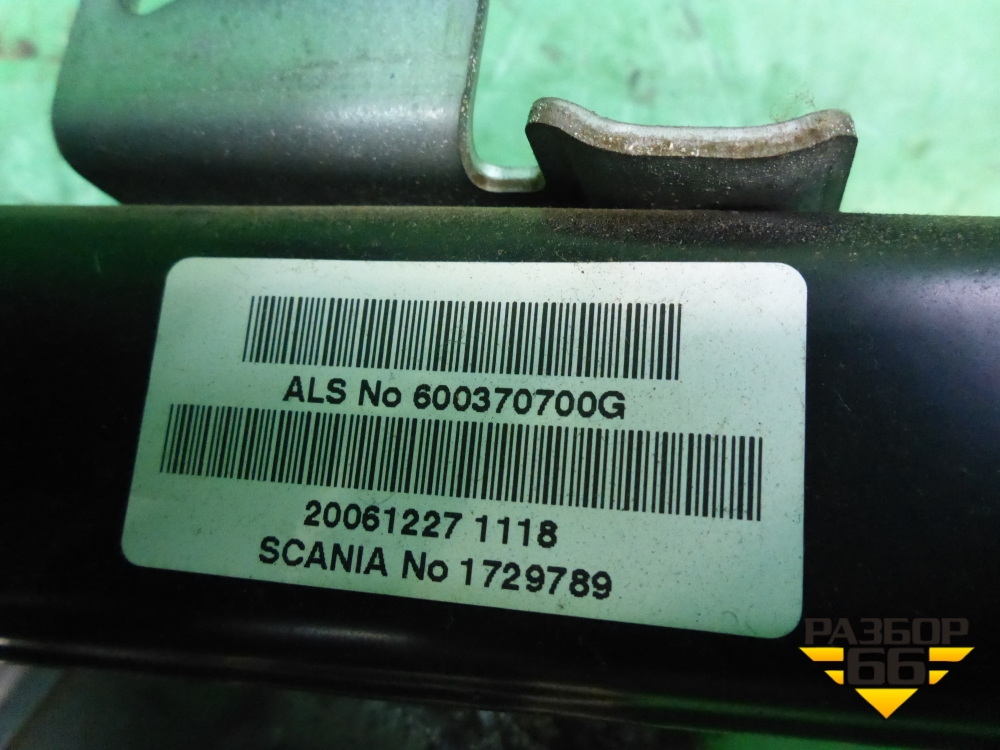 ALS No 600370700G
20061227 1118
SCANIA No 1729789
РАЗБОР
66